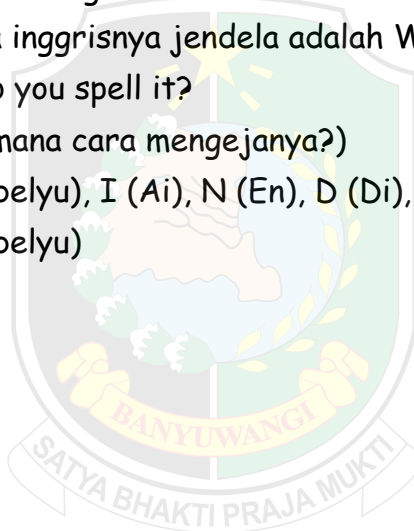 inggrisnya jendela adalah W
you spell it?
mana cara mengejanya?)
belyu), I (Ai), N (En), D (Di),
belyu)
BANYUWANGI
SATYA BHAKTI PRAJA MUKTI